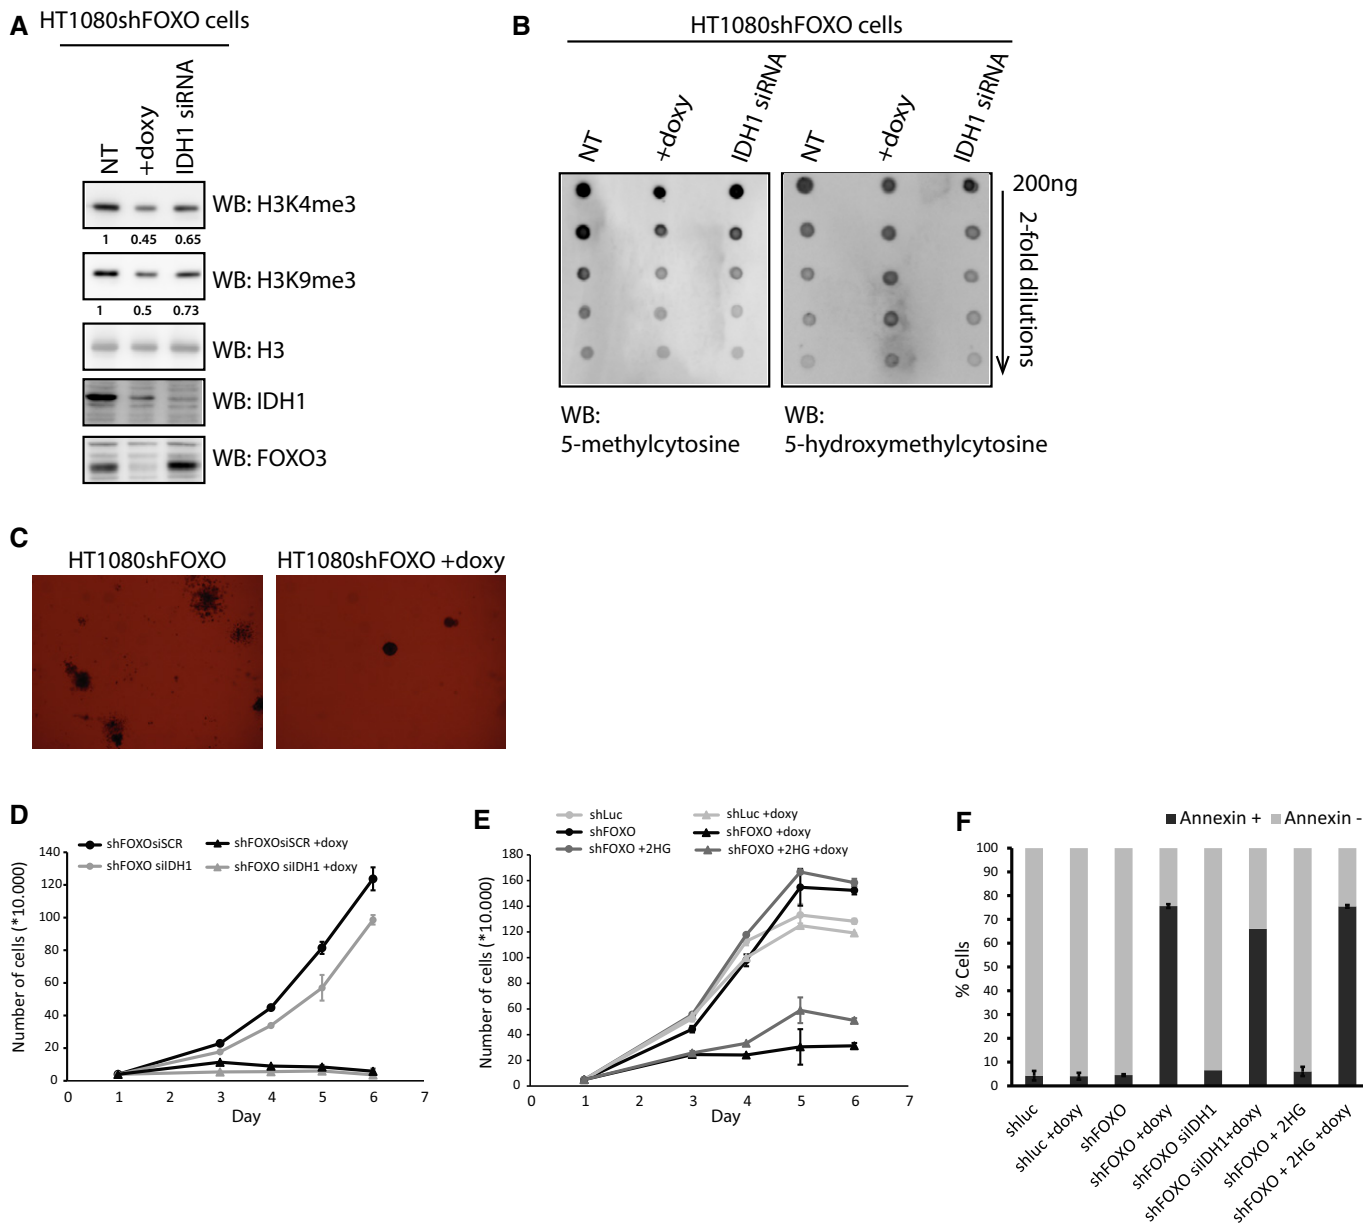 A
HT1080shFOXO cells
NT
+doxy
IDH1 siRNA
WB: H3K4me3
1 0.45 0.65
WB: H3K9me3
1 0.5 0.73
WB: H3
WB: IDH1
WB: FOXO3
B
HT1080shFOXO cells
NT
+doxy
IDH1 siRNA
NT
+doxy
IDH1 siRNA
200ng
2-fold dilutions
WB:
5-methylcytosine
WB:
5-hydroxymethylcytosine
C
HT1080shFOXO
HT1080shFOXO +doxy
D
shFOXOsiSCR
shFOXOsiSCR +doxy
shFOXO siIDH1
shFOXO siIDH1 +doxy
Number of cells (*10.000)
140
120
100
80
60
40
20
0
0 1 2 3 4 5 6 7
Day
E
shLuc
shLuc +doxy
shFOXO
shFOXO +doxy
shFOXO +2HG
shFOXO +2HG +doxy
Number of cells (*10.000)
180
160
140
120
100
80
60
40
20
0
0 1 2 3 4 5 6 7
Day
F
Annexin +
Annexin -
% Cells
100
90
80
70
60
50
40
30
20
10
0
shluc
shluc +doxy
shFOXO
shFOXO +doxy
shFOXO siIDH1
shFOXO siIDH1+doxy
shFOXO + 2HG
shFOXO + 2HG +doxy